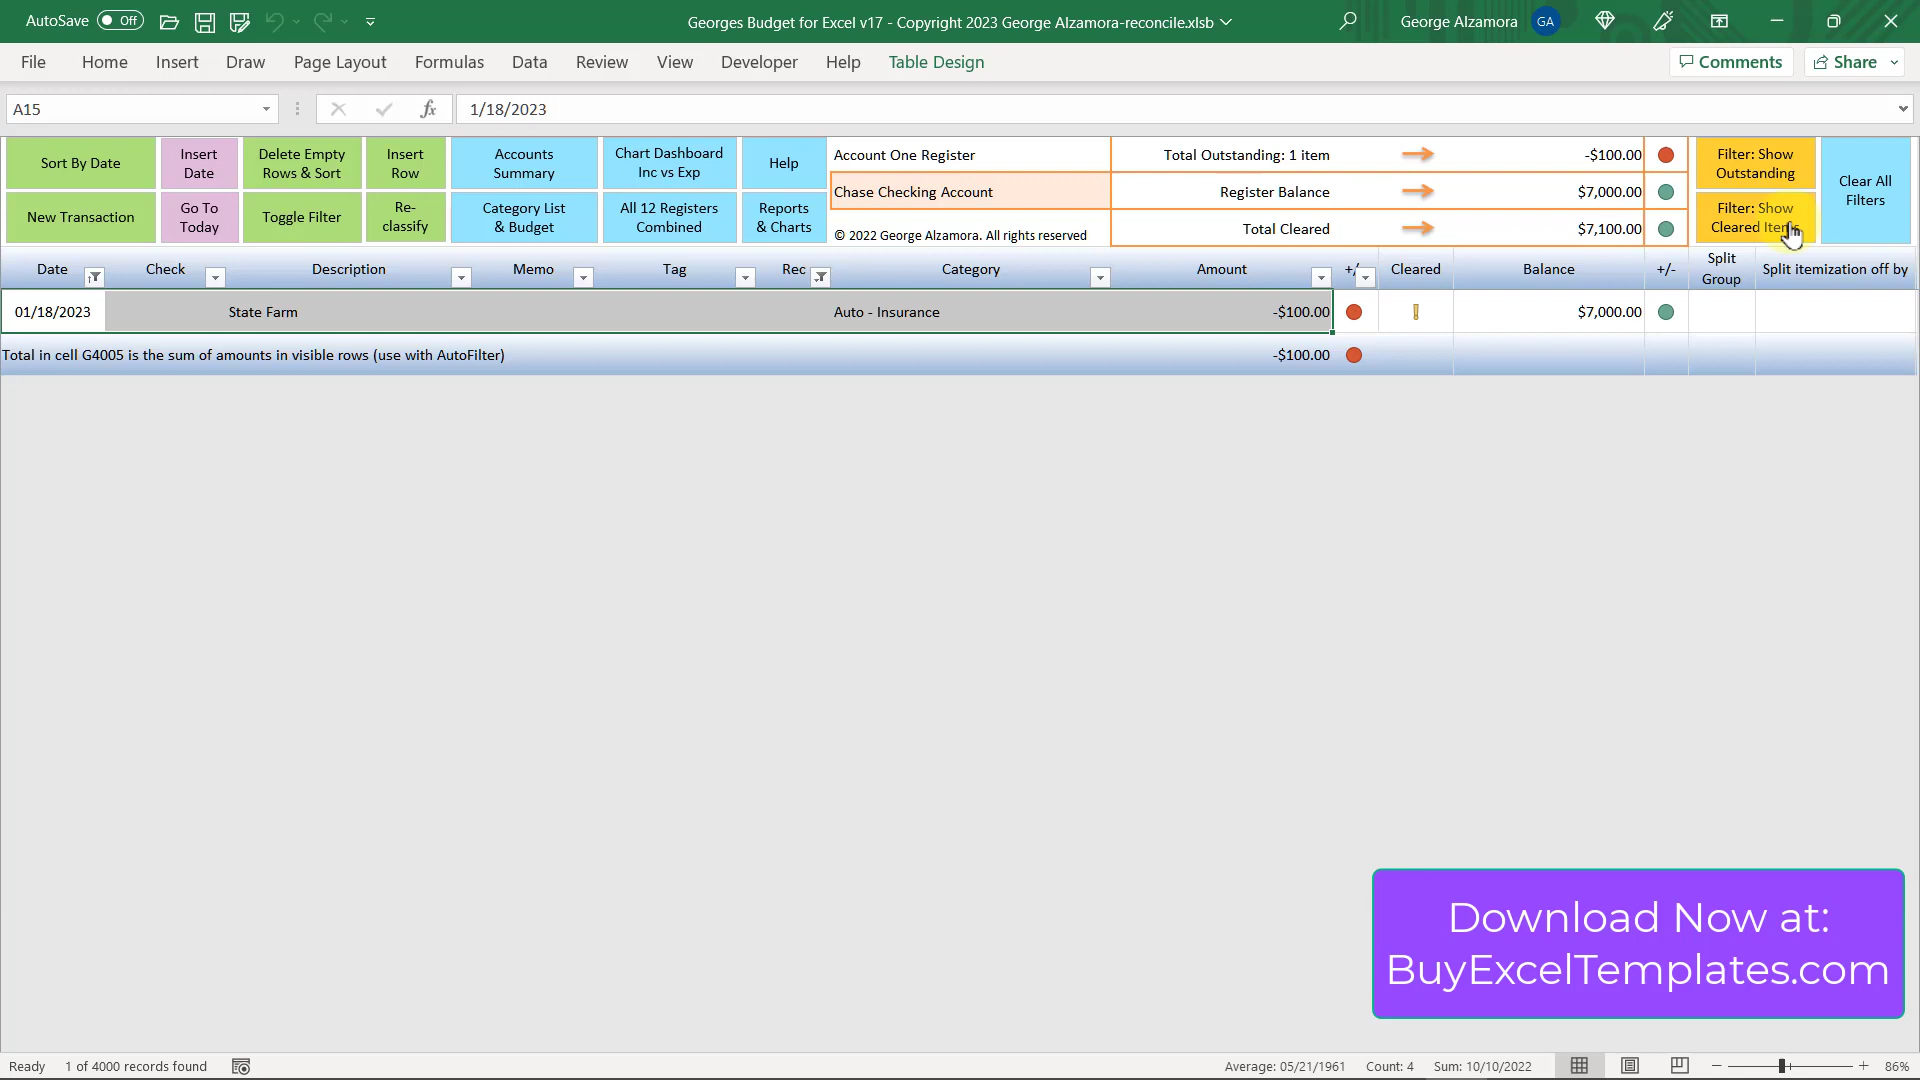 AutoSave Off
Georges Budget for Excel v17 - Copyright 2023 George Alzamora-reconcile.xlsb
George Alzamora GA
File Home Insert Draw Page Layout Formulas Data Review View Developer Help Table Design
Comments Share
A15 fx 1/18/2023
Sort By Date
Insert
Date
Delete Empty
Rows & Sort
Insert
Row
Accounts
Summary
Chart Dashboard
Inc vs Exp
Help
Account One Register
Total Outstanding: 1 item
-$100.00
Filter: Show
Outstanding
Clear All
Filters
New Transaction
Go To
Today
Toggle Filter
Re-
classify
Category List
& Budget
All 12 Registers
Combined
Reports
& Charts
Chase Checking Account
Register Balance
$7,000.00
© 2022 George Alzamora. All rights reserved
Total Cleared
$7,100.00
Filter: Show
Cleared Items
Date Check Description Memo Tag Rec Category Amount +/- Cleared Balance +/-
Split
Group
Split itemization off by
01/18/2023 State Farm Auto - Insurance -$100.00 ! $7,000.00
Total in cell G4005 is the sum of amounts in visible rows (use with AutoFilter) -$100.00
Download Now at:
BuyExcelTemplates.com
Ready 1 of 4000 records found Average: 05/21/1961 Count: 4 Sum: 10/10/2022 86%